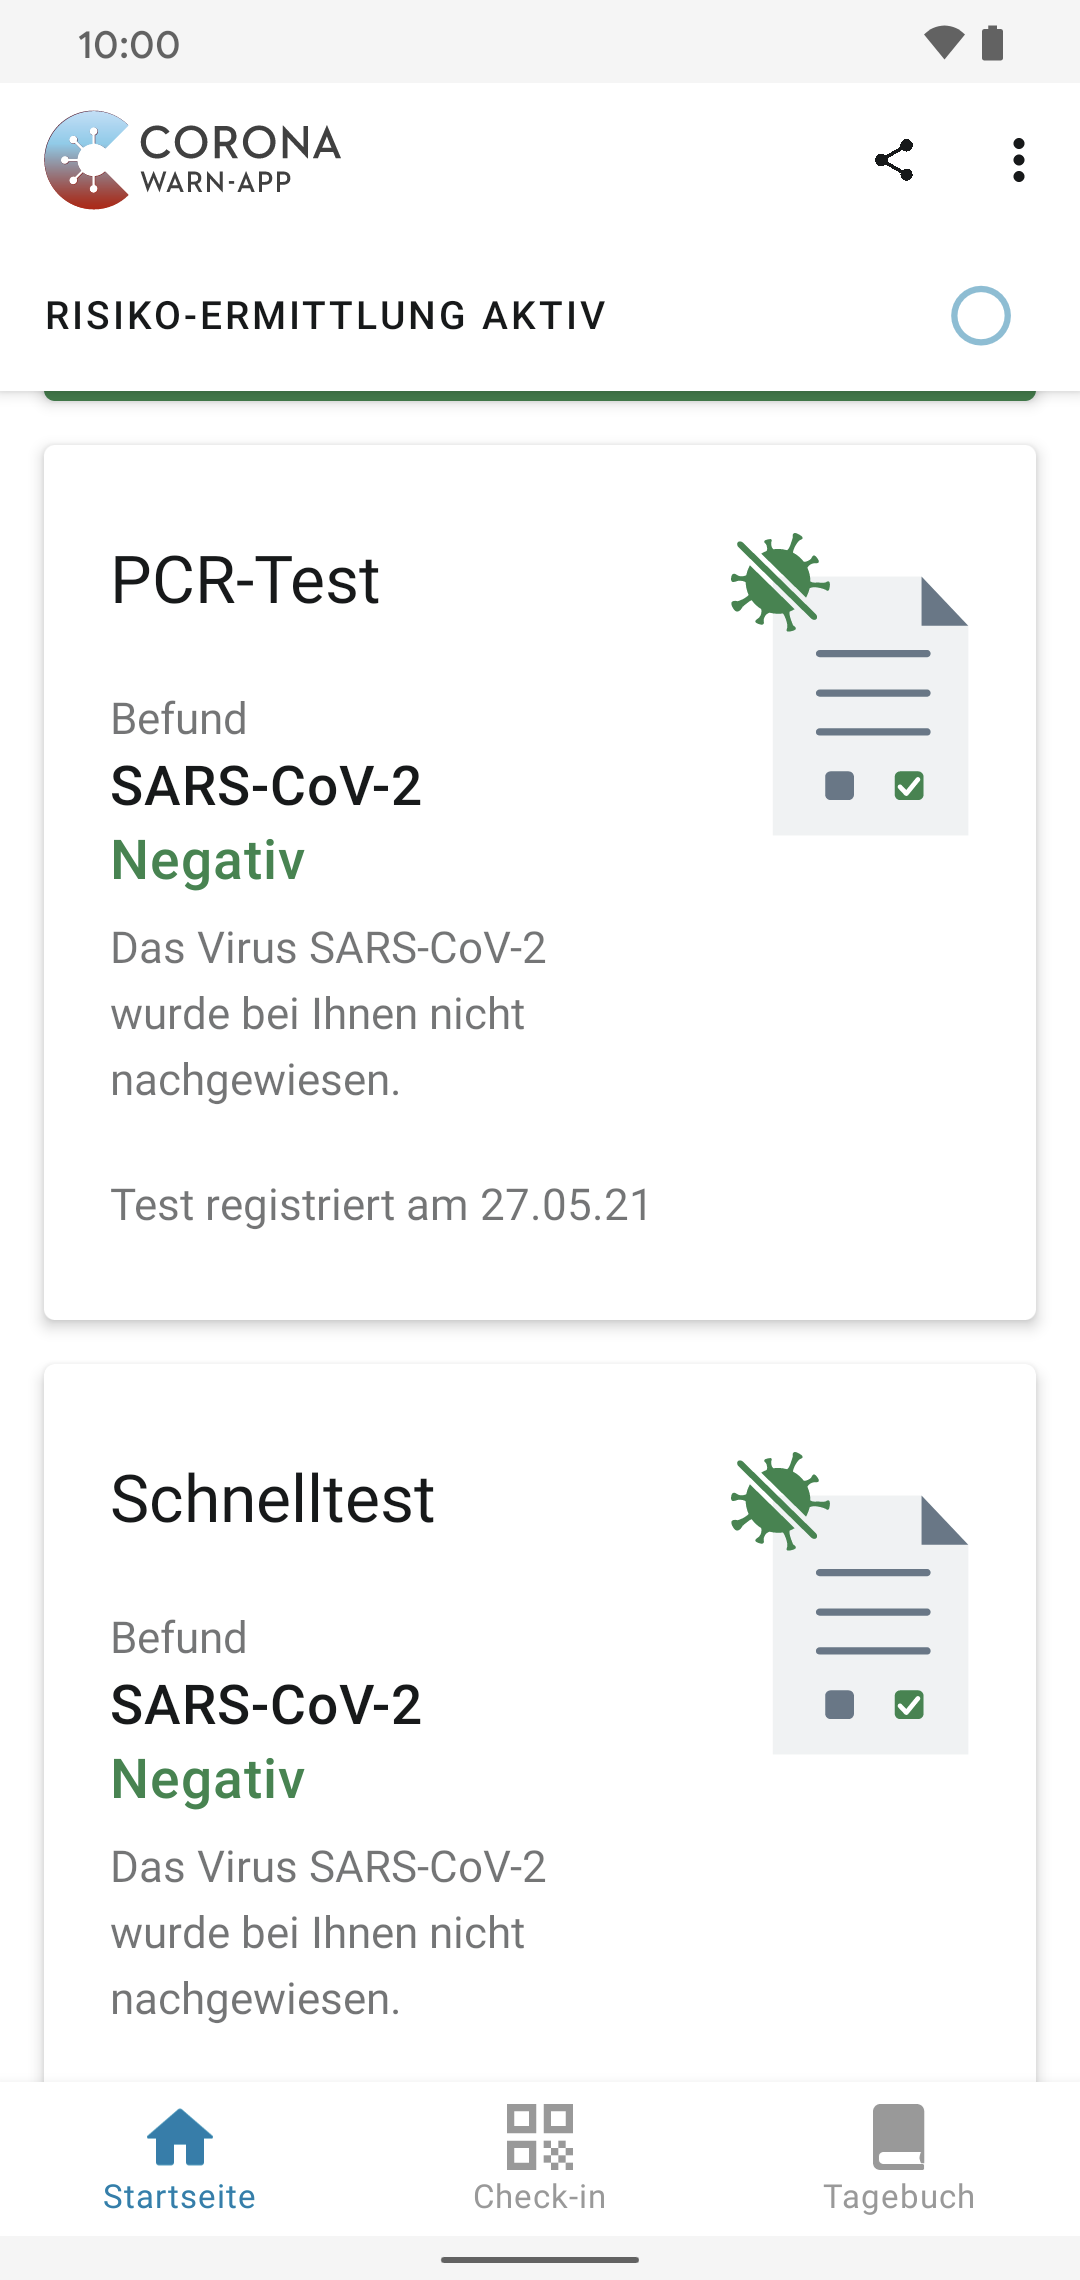 10:00
CORONA
WARN-APP
RISIKO-ERMITTLUNG AKTIV
PCR-Test
Befund
SARS-CoV-2
Negativ
Das Virus SARS-CoV-2
wurde bei Ihnen nicht
nachgewiesen.
Test registriert am 27.05.21
Schnelltest
Befund
SARS-CoV-2
Negativ
Das Virus SARS-CoV-2
wurde bei Ihnen nicht
nachgewiesen.
Startseite
Check-in
Tagebuch